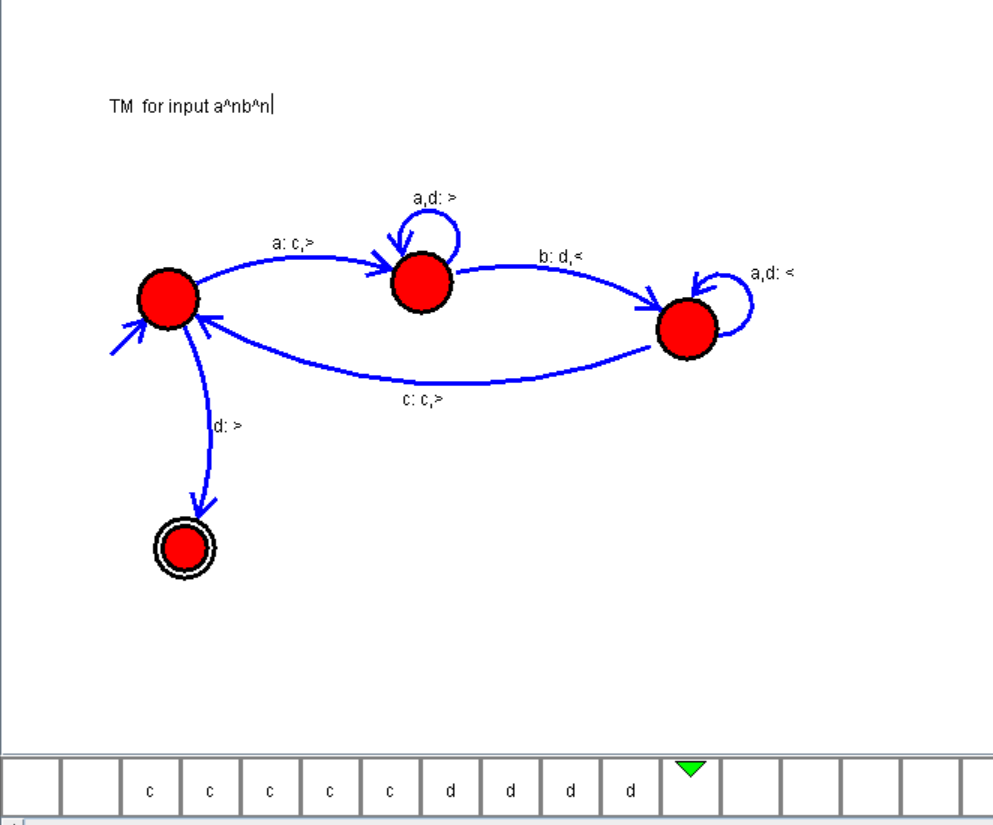 TM for input a^nb^n
a,d: >
a: c,>
b: d,<
a,d: <
c: c,>
d: >
c c c c c d d d d